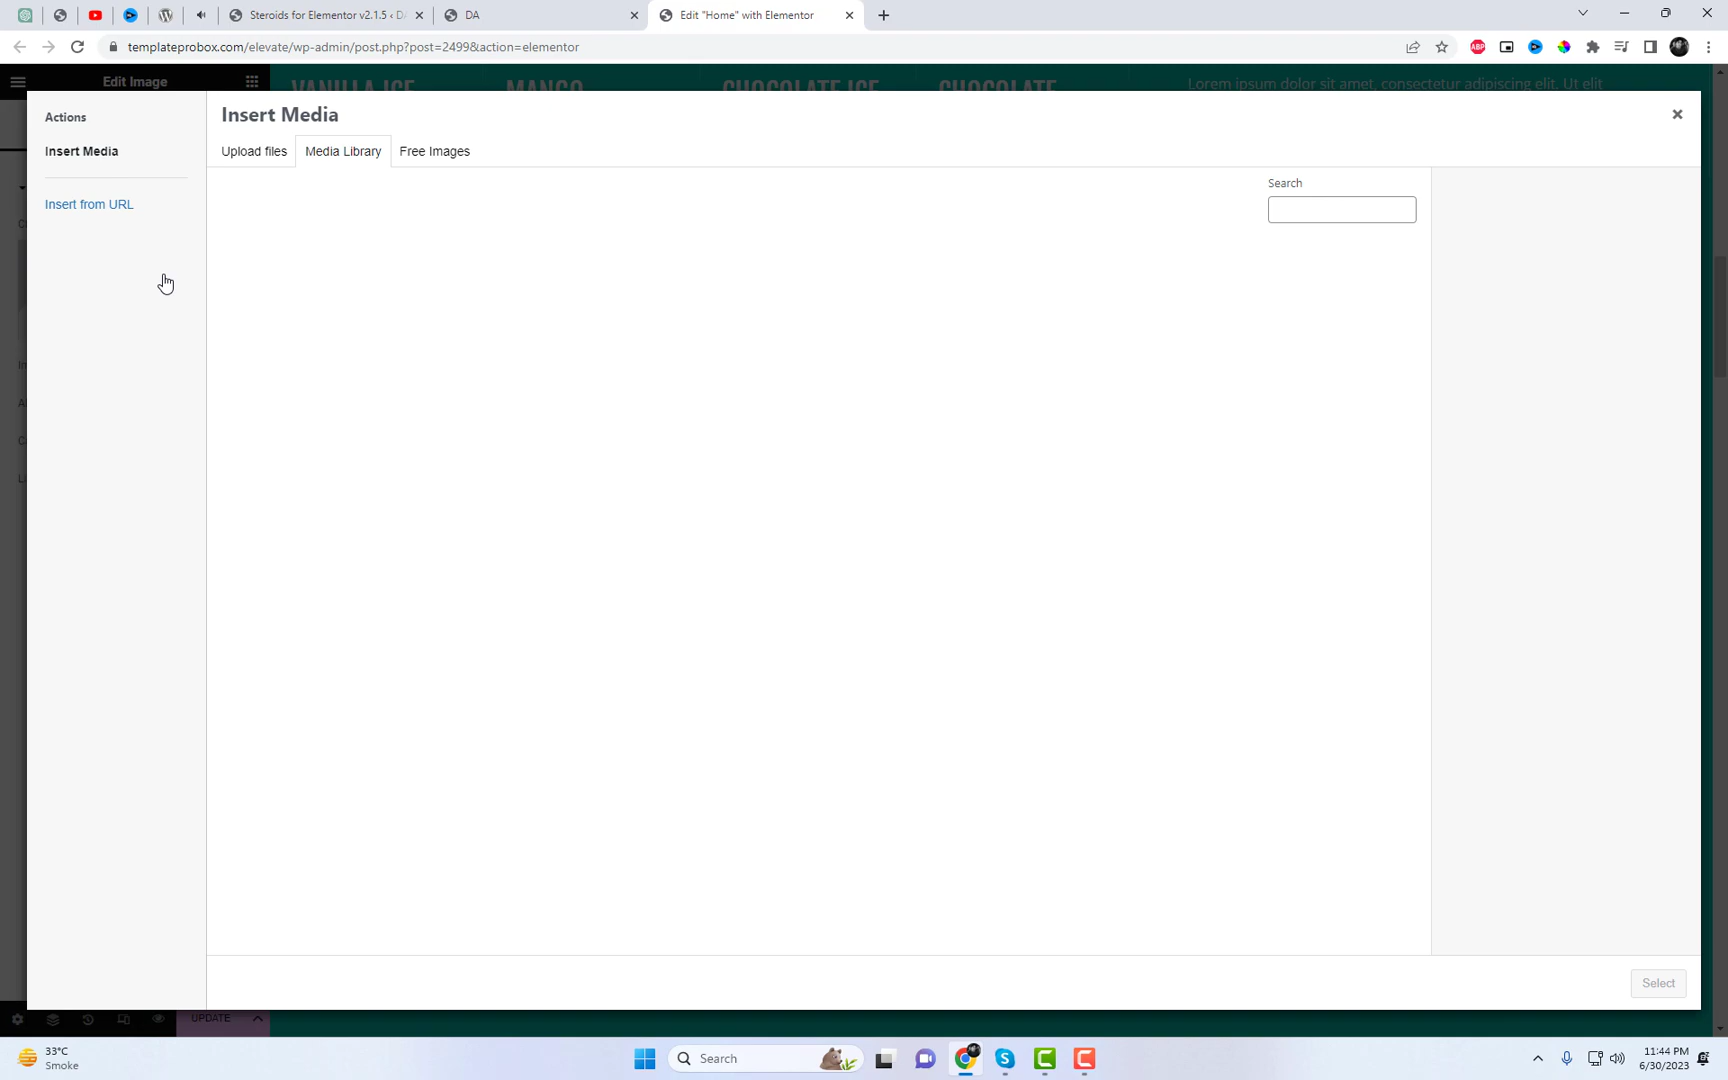 Steroids for Elementor v2.1.5 ‹ D
DA
Edit "Home" with Elementor
templateprobox.com/elevate/wp-admin/post.php?post=2499&action=elementor
ABP
Edit Image
VANILLA ICE
MANGO
CHOCOLATE ICE
CHOCOLATE
Lorem ipsum dolor sit amet, consectetur adipiscing elit. Ut elit
Actions
Insert Media
Insert from URL
Insert Media
Upload files
Media Library
Free Images
Search
Select
UPDATE
33°C
Smoke
Search
11:44 PM
6/30/2023